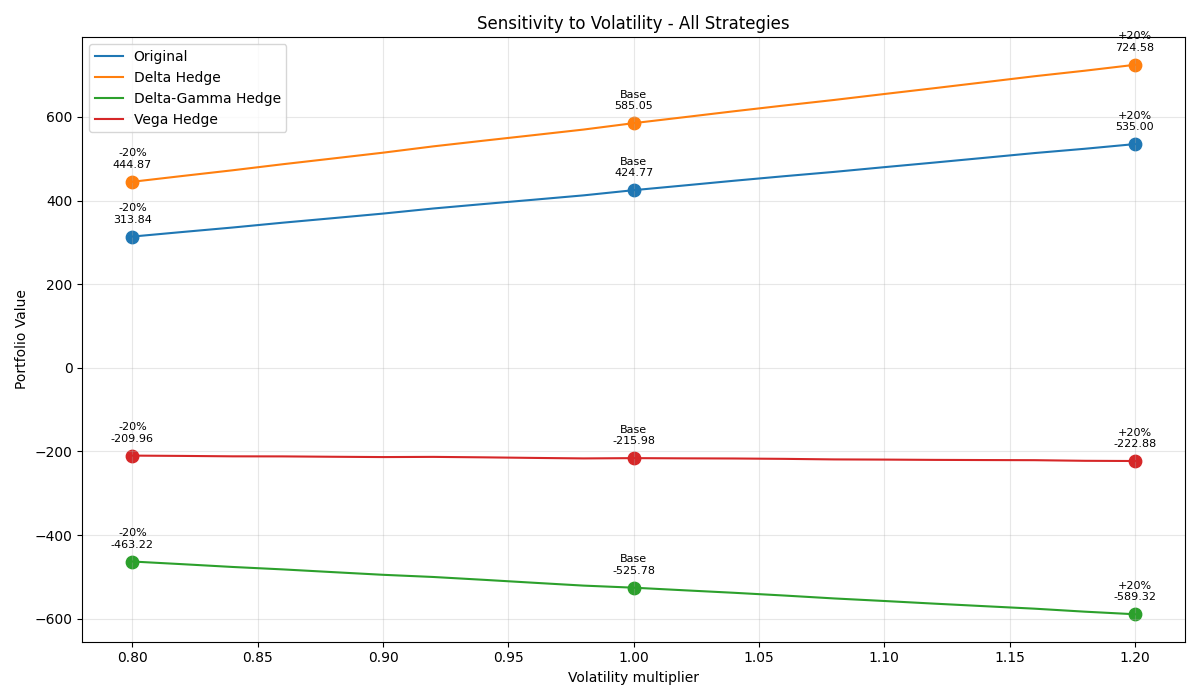 Sensitivity to Volatility - All Strategies
Original
Delta Hedge
Delta-Gamma Hedge
Vega Hedge
+20%
724.58
Base
585.05
+20%
535.00
-20%
444.87
Base
424.77
-20%
313.84
-20%
-209.96
Base
-215.98
+20%
-222.88
-20%
-463.22
Base
-525.78
+20%
-589.32
600
400
200
0
−200
−400
−600
Portfolio Value
0.80 0.85 0.90 0.95 1.00 1.05 1.10 1.15 1.20
Volatility multiplier